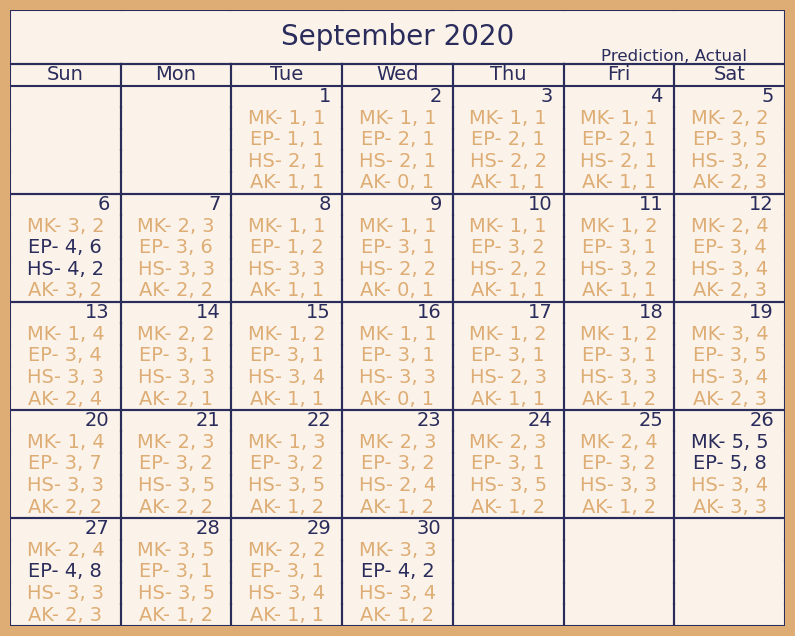 September 2020
Prediction, Actual
Sun Mon Tue Wed Thu Fri Sat
1 2 3 4 5
MK- 1, 1 MK- 1, 1 MK- 1, 1 MK- 1, 1 MK- 2, 2
EP- 1, 1 EP- 2, 1 EP- 2, 1 EP- 2, 1 EP- 3, 5
HS- 2, 1 HS- 2, 1 HS- 2, 2 HS- 2, 1 HS- 3, 2
AK- 1, 1 AK- 0, 1 AK- 1, 1 AK- 1, 1 AK- 2, 3
6 7 8 9 10 11 12
MK- 3, 2 MK- 2, 3 MK- 1, 1 MK- 1, 1 MK- 1, 1 MK- 1, 2 MK- 2, 4
EP- 4, 6 EP- 3, 6 EP- 1, 2 EP- 3, 1 EP- 3, 2 EP- 3, 1 EP- 3, 4
HS- 4, 2 HS- 3, 3 HS- 3, 3 HS- 2, 2 HS- 2, 2 HS- 3, 2 HS- 3, 4
AK- 3, 2 AK- 2, 2 AK- 1, 1 AK- 0, 1 AK- 1, 1 AK- 1, 1 AK- 2, 3
13 14 15 16 17 18 19
MK- 1, 4 MK- 2, 2 MK- 1, 2 MK- 1, 1 MK- 1, 2 MK- 1, 2 MK- 3, 4
EP- 3, 4 EP- 3, 1 EP- 3, 1 EP- 3, 1 EP- 3, 1 EP- 3, 1 EP- 3, 5
HS- 3, 3 HS- 3, 3 HS- 3, 4 HS- 3, 3 HS- 2, 3 HS- 3, 3 HS- 3, 4
AK- 2, 4 AK- 2, 1 AK- 1, 1 AK- 0, 1 AK- 1, 1 AK- 1, 2 AK- 2, 3
20 21 22 23 24 25 26
MK- 1, 4 MK- 2, 3 MK- 1, 3 MK- 2, 3 MK- 2, 3 MK- 2, 4 MK- 5, 5
EP- 3, 7 EP- 3, 2 EP- 3, 2 EP- 3, 2 EP- 3, 1 EP- 3, 2 EP- 5, 8
HS- 3, 3 HS- 3, 5 HS- 3, 5 HS- 2, 4 HS- 3, 5 HS- 3, 3 HS- 3, 4
AK- 2, 2 AK- 2, 2 AK- 1, 2 AK- 1, 2 AK- 1, 2 AK- 1, 2 AK- 3, 3
27 28 29 30
MK- 2, 4 MK- 3, 5 MK- 2, 2 MK- 3, 3
EP- 4, 8 EP- 3, 1 EP- 3, 1 EP- 4, 2
HS- 3, 3 HS- 3, 5 HS- 3, 4 HS- 3, 4
AK- 2, 3 AK- 1, 2 AK- 1, 1 AK- 1, 2